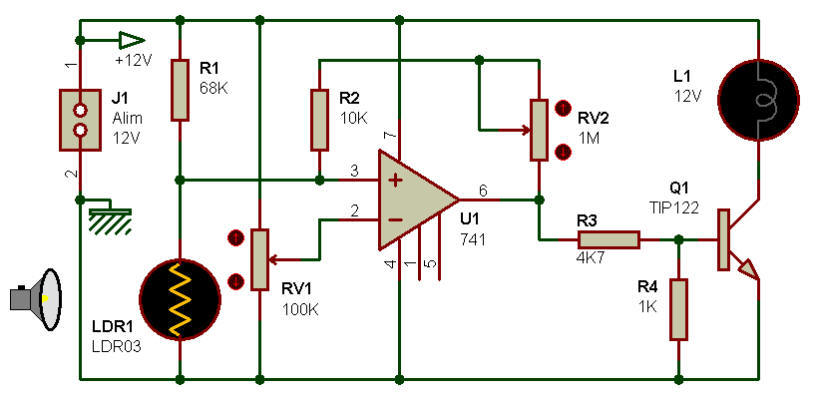 +12V
1
J1
Alim
12V
2
R1
68K
R2
10K
7
3
+
2
−
6
U1
741
4
1
5
RV1
100K
LDR1
LDR03
RV2
1M
R3
4K7
R4
1K
L1
12V
Q1
TIP122